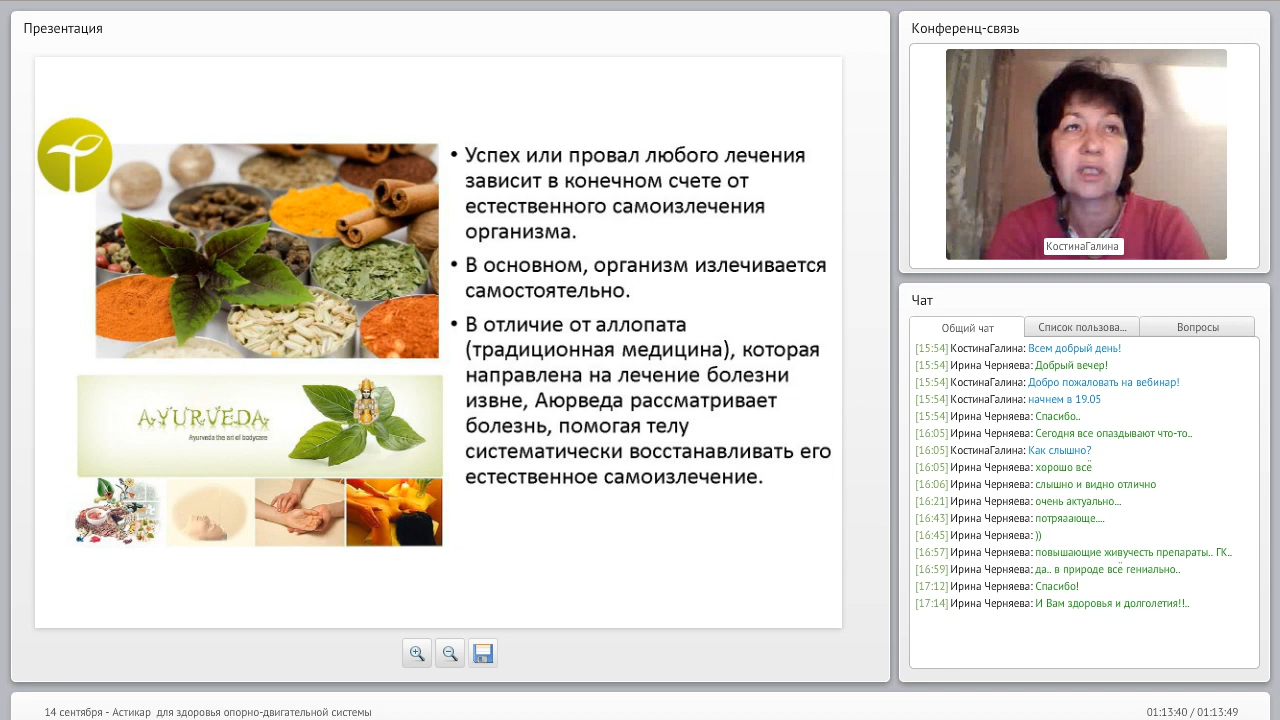 Презентация
• Успех или провал любого лечения
зависит в конечном счете от
естественного самоизлечения
организма.
• В основном, организм излечивается
самостоятельно.
• В отличие от аллопата
(традиционная медицина), которая
направлена на лечение болезни
извне, Аюрведа рассматривает
болезнь, помогая телу
систематически восстанавливать его
естественное самоизлечение.
AYURVEDA
Ayurveda the art of bodycare
Конференц-связь
КостинаГалина
Чат
Общий чат
Список пользова...
Вопросы
[15:54] КостинаГалина: Всем добрый день!
[15:54] Ирина Черняева: Добрый вечер!
[15:54] КостинаГалина: Добро пожаловать на вебинар!
[15:54] КостинаГалина: начнем в 19.05
[15:54] Ирина Черняева: Спасибо..
[16:05] Ирина Черняева: Сегодня все опаздывают что-то..
[16:05] КостинаГалина: Как слышно?
[16:05] Ирина Черняева: хорошо всё
[16:06] Ирина Черняева: слышно и видно отлично
[16:21] Ирина Черняева: очень актуально...
[16:43] Ирина Черняева: потряаающе....
[16:45] Ирина Черняева: ))
[16:57] Ирина Черняева: повышающие живучесть препараты.. ГК..
[16:59] Ирина Черняева: да.. в природе всё гениально..
[17:12] Ирина Черняева: Спасибо!
[17:14] Ирина Черняева: И Вам здоровья и долголетия!!..
14 сентября - Астикар для здоровья опорно-двигательной системы
01:13:40 / 01:13:49